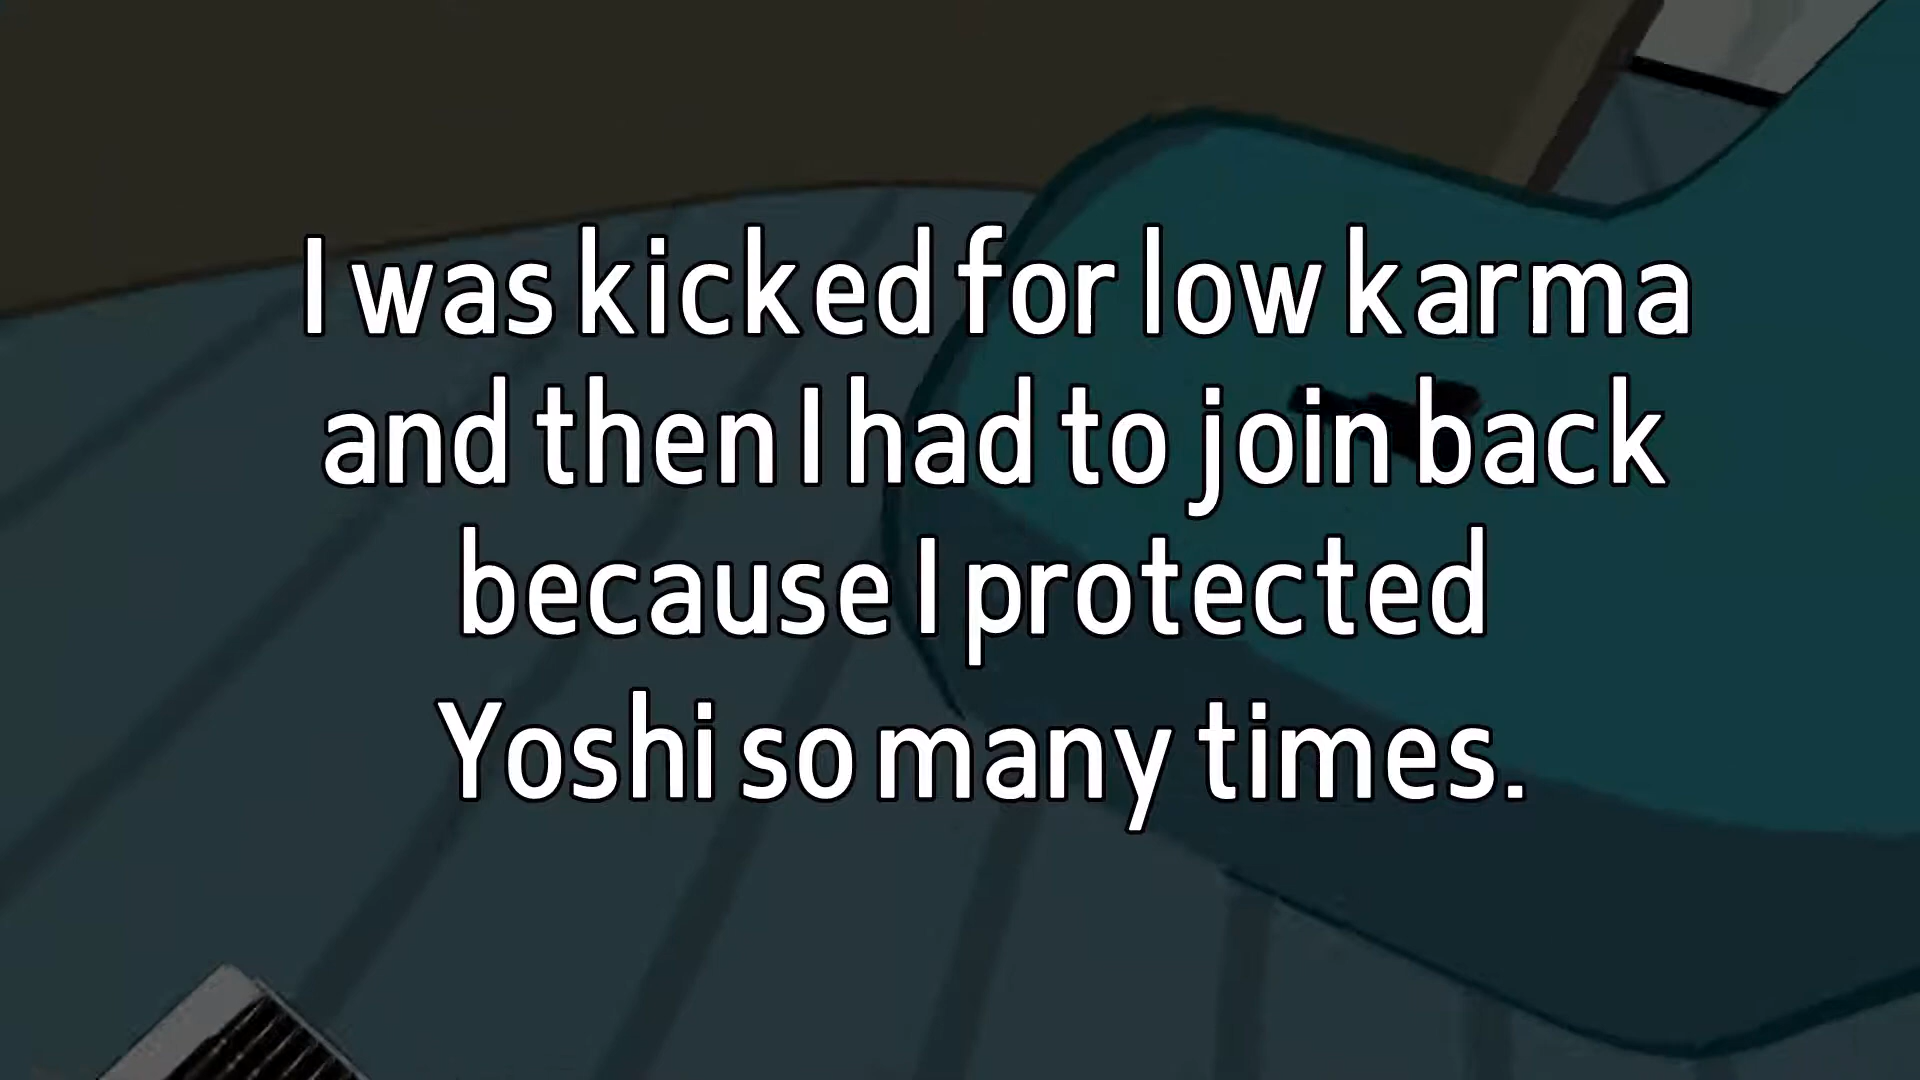 I was kicked for low karma
and then I had to join back
because I protected
Yoshi so many times.